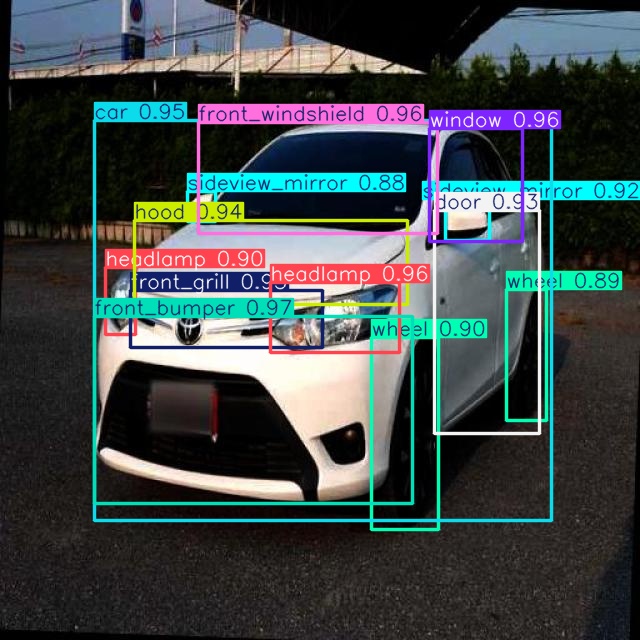 car 0.95
front_windshield 0.96
window 0.96
sideview_mirror 0.88
sideview_mirror 0.92
door 0.93
hood 0.94
headlamp 0.90
headlamp 0.96
wheel 0.89
front_bumper 0.97
wheel 0.90